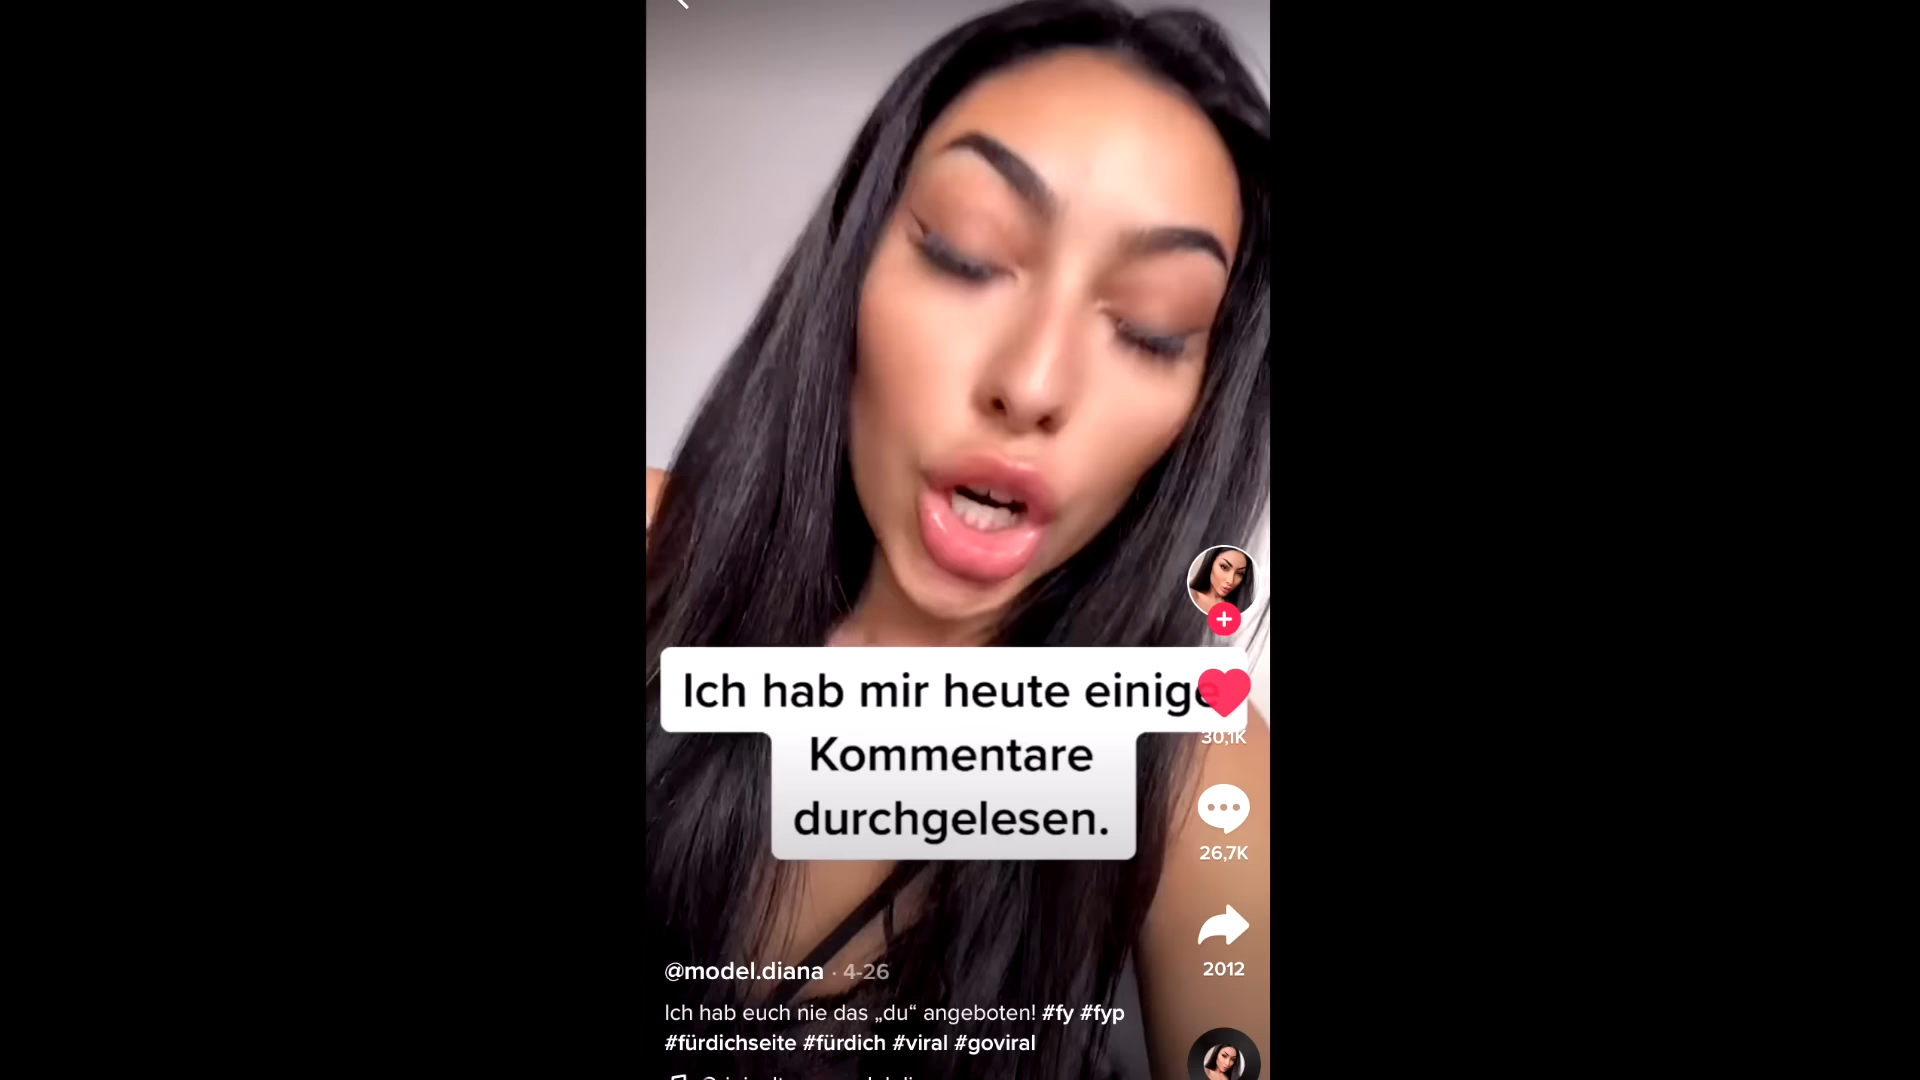 Ich hab mir heute einige
Kommentare
durchgelesen.
30,1K
26,7K
2012
@model.diana · 4-26
Ich hab euch nie das „du“ angeboten! #fy #fyp
#fürdichseite #fürdich #viral #goviral